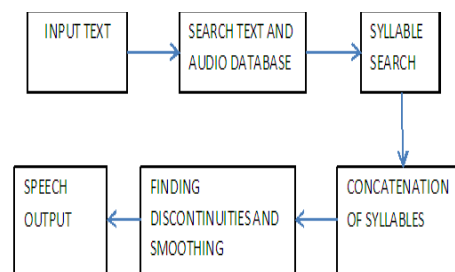 INPUT TEXT
SEARCH TEXT AND
AUDIO DATABASE
SYLLABLE
SEARCH
CONCATENATION
OF SYLLABLES
FINDING
DISCONTINUITIES AND
SMOOTHING
SPEECH
OUTPUT